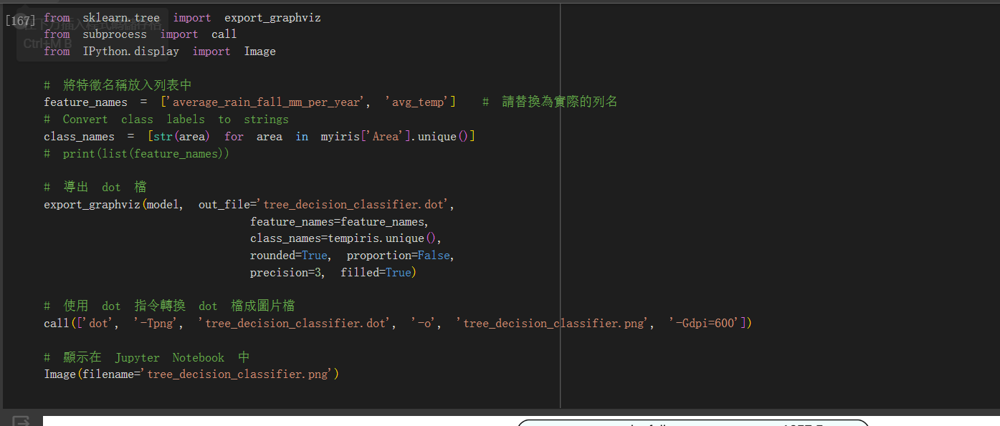 [167] from sklearn.tree import export_graphviz
在下方插入程式碼儲存格
from subprocess import call
Ctrl+M B
from IPython.display import Image
# 將特徵名稱放入列表中
feature_names = ['average_rain_fall_mm_per_year', 'avg_temp'] # 請替換為實際的列名
# Convert class labels to strings
class_names = [str(area) for area in myiris['Area'].unique()]
# print(list(feature_names))
# 導出 dot 檔
export_graphviz(model, out_file='tree_decision_classifier.dot',
feature_names=feature_names,
class_names=tempiris.unique(),
rounded=True, proportion=False,
precision=3, filled=True)
# 使用 dot 指令轉換 dot 檔成圖片檔
call(['dot', '-Tpng', 'tree_decision_classifier.dot', '-o', 'tree_decision_classifier.png', '-Gdpi=600'])
# 顯示在 Jupyter Notebook 中
Image(filename='tree_decision_classifier.png')